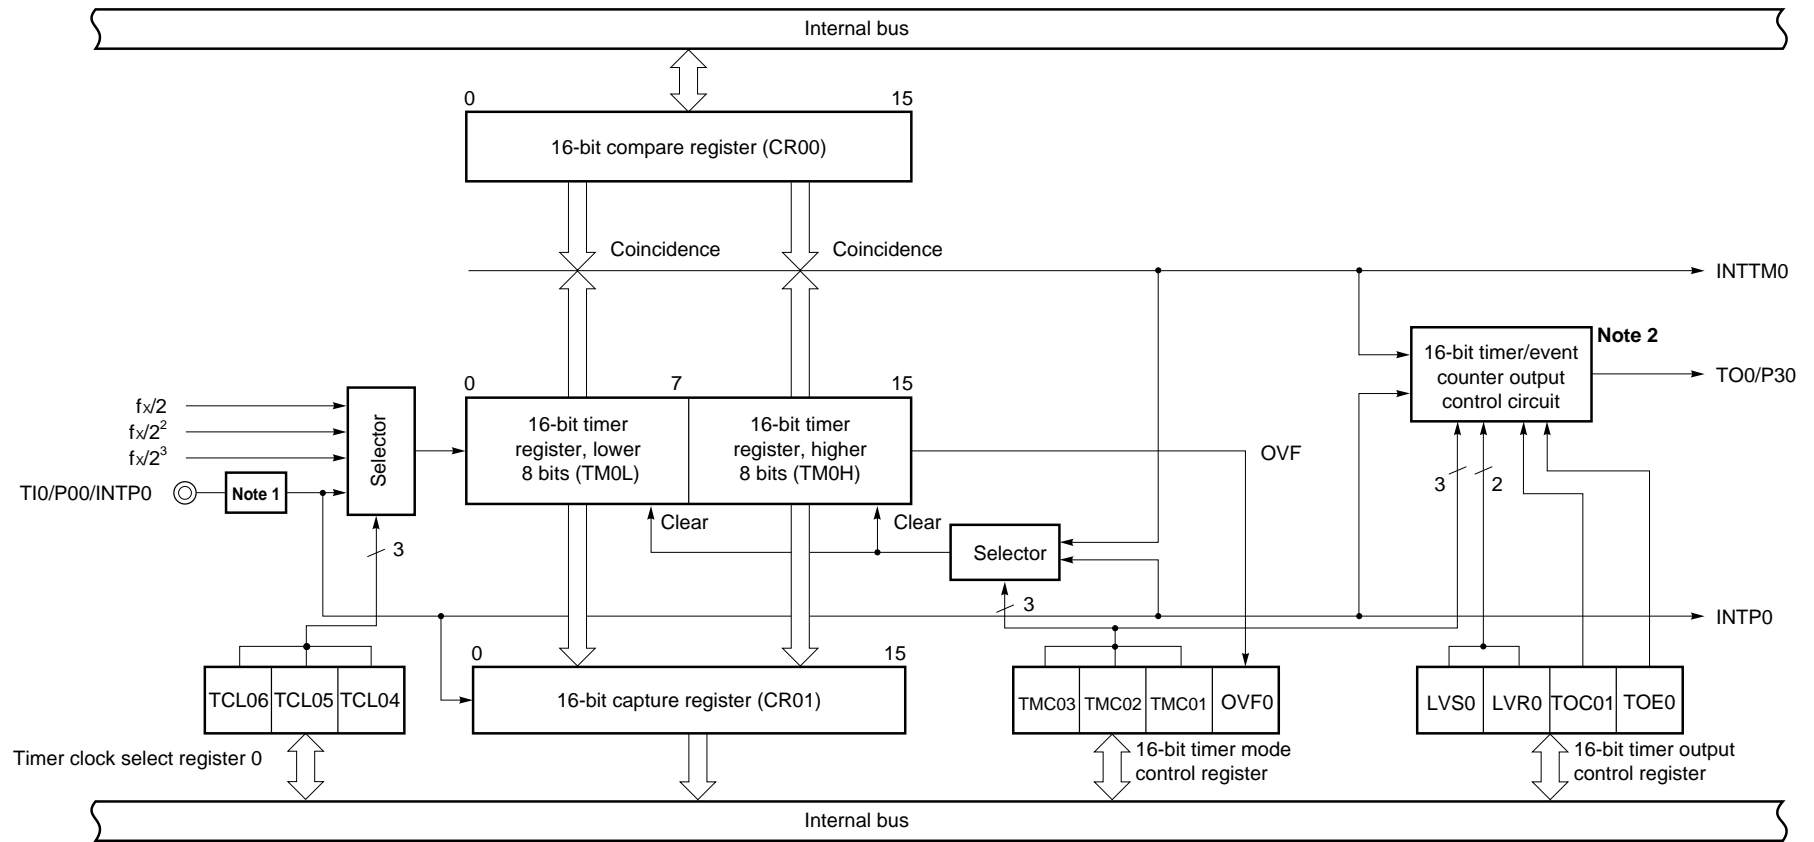 Internal bus
0 15
16-bit compare register (CR00)
Coincidence
Coincidence
INTTM0
Note 2
16-bit timer/event
counter output
control circuit
TO0/P30
0 7 15
fX/2
fX/2²
fX/2³
TI0/P00/INTP0
Note 1
Selector
16-bit timer
register, lower
8 bits (TM0L)
16-bit timer
register, higher
8 bits (TM0H)
OVF
3
2
Clear
Clear
Selector
3
3
INTP0
0 15
TCL06 TCL05 TCL04
16-bit capture register (CR01)
TMC03 TMC02 TMC01 OVF0
LVS0 LVR0 TOC01 TOE0
Timer clock select register 0
16-bit timer mode
control register
16-bit timer output
control register
Internal bus